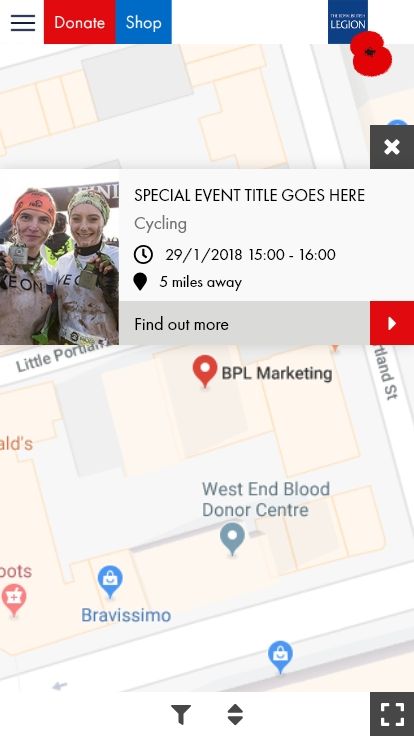 Donate
Shop
THE ROYAL BRITISH
LEGION
SPECIAL EVENT TITLE GOES HERE
Cycling
29/1/2018 15:00 - 16:00
5 miles away
Find out more
Little Portlan
tland St
BPL Marketing
ald's
West End Blood
Donor Centre
oots
Bravissimo